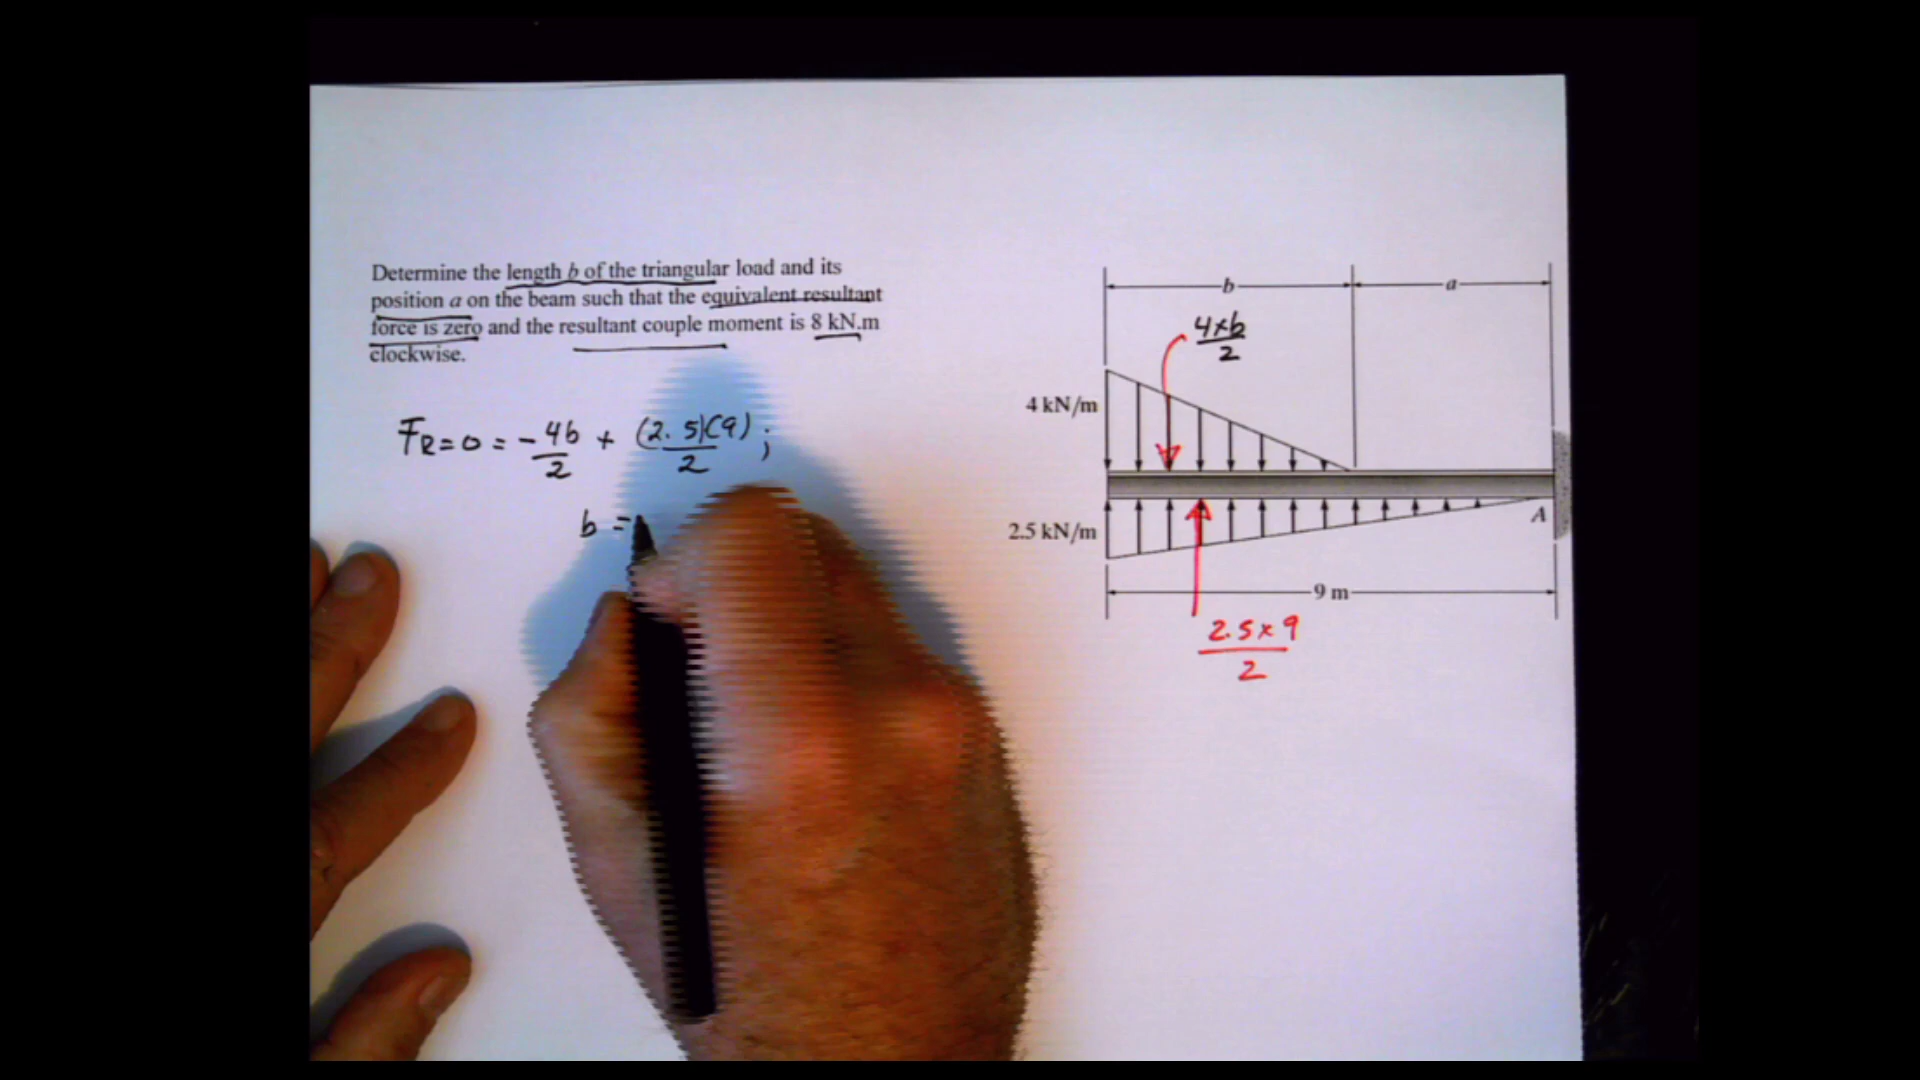 Determine the length b of the triangular load and its
position a on the beam such that the equivalent resultant
force is zero and the resultant couple moment is 8 kN.m
clockwise.
FR=0 = -4b/2 + (2.5)(9)/2 ;
b =
b
a
4xb/2
4 kN/m
2.5 kN/m
A
9 m
2.5 x 9/2